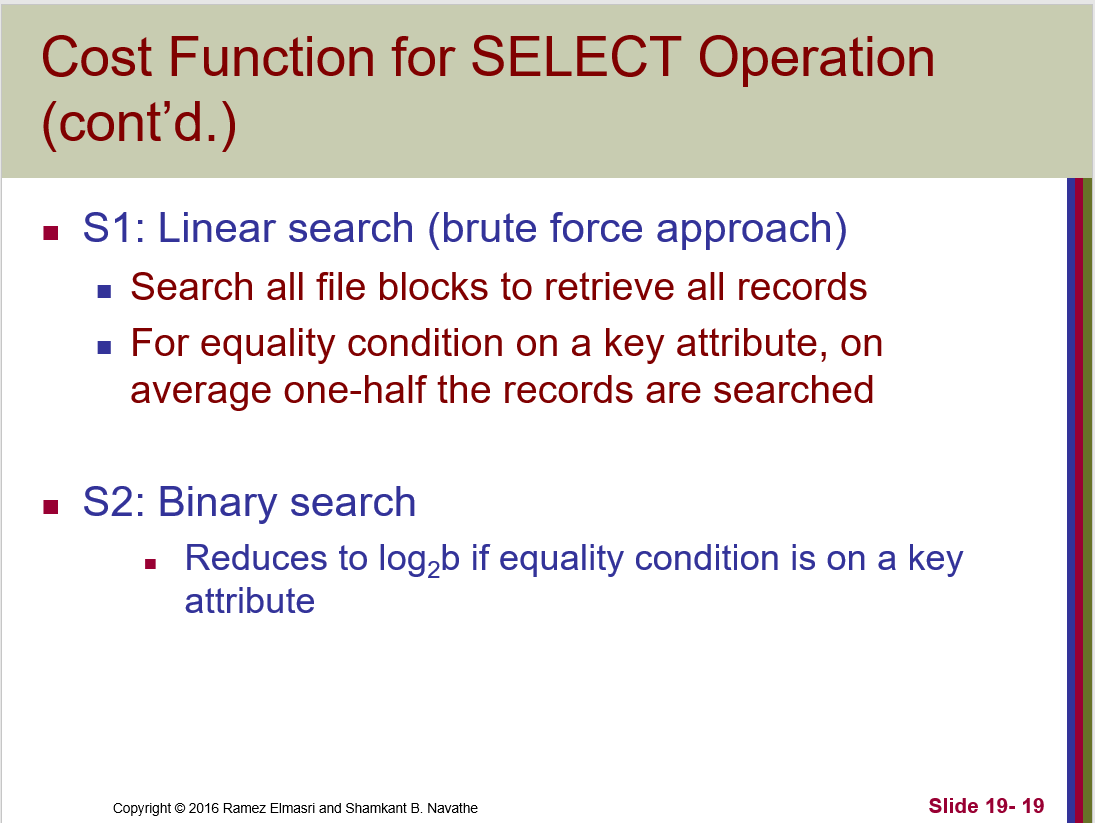 Cost Function for SELECT Operation
(cont’d.)
S1: Linear search (brute force approach)
Search all file blocks to retrieve all records
For equality condition on a key attribute, on
average one-half the records are searched
S2: Binary search
Reduces to log2b if equality condition is on a key
attribute
Copyright © 2016 Ramez Elmasri and Shamkant B. Navathe
Slide 19- 19